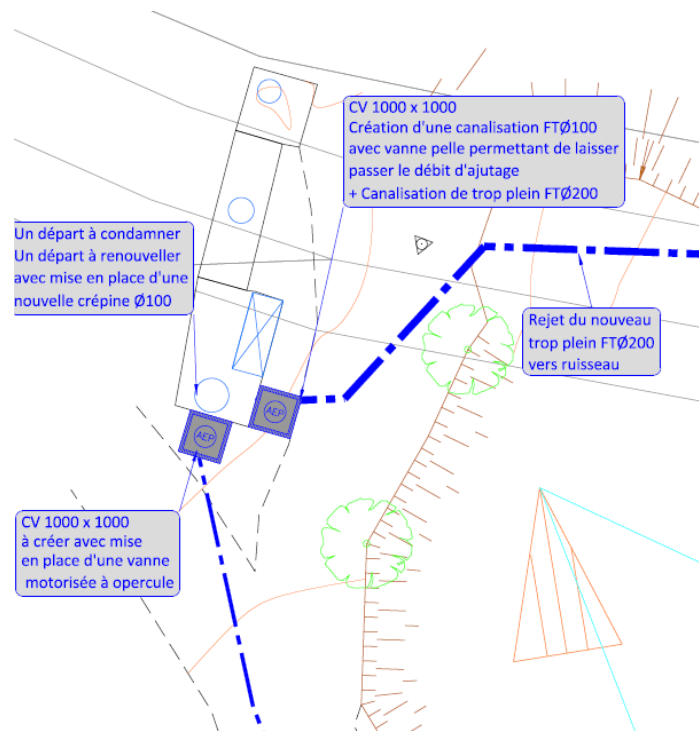 CV 1000 x 1000
Création d'une canalisation FTØ100
avec vanne pelle permettant de laisser
passer le débit d'ajutage
+ Canalisation de trop plein FTØ200
Un départ à condamner
Un départ à renouveller
avec mise en place d'une
nouvelle crépine Ø100
Rejet du nouveau
trop plein FTØ200
vers ruisseau
AEP
AEP
CV 1000 x 1000
à créer avec mise
en place d'une vanne
motorisée à opercule